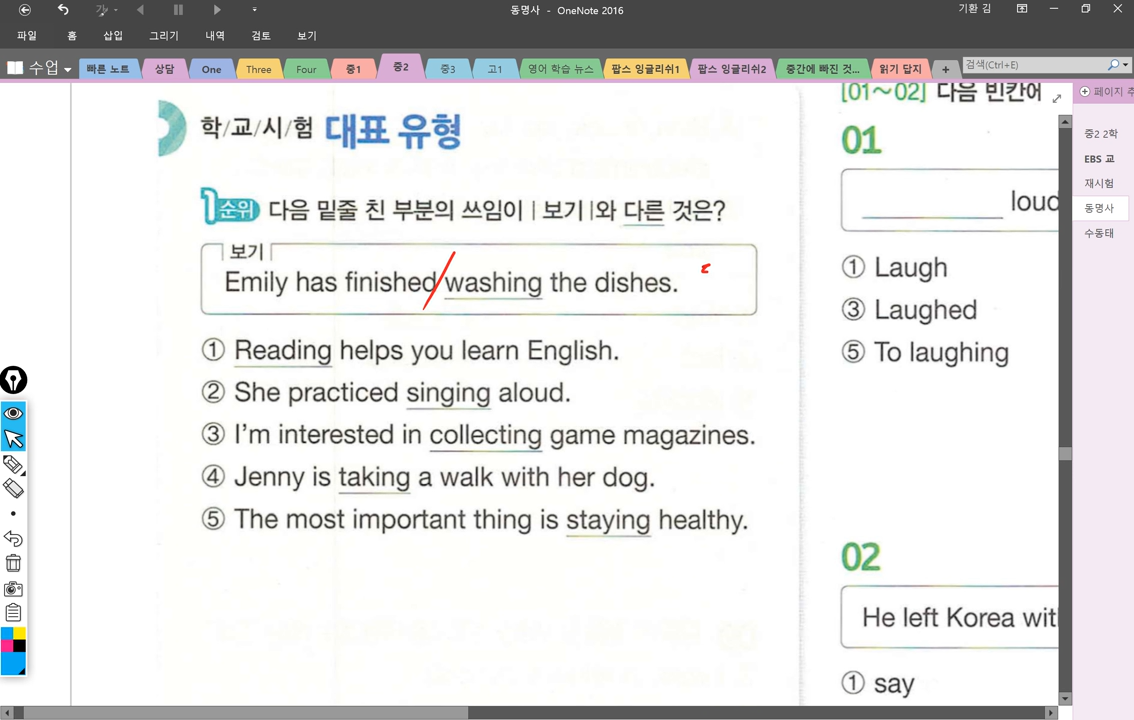 동명사 - OneNote 2016
기환 김
파일 홈 삽입 그리기 내역 검토 보기
수업 빠른 노트 상담 One Three Four 중1 중2 중3 고1 영어 학습 뉴스 팝스 잉글리쉬1 팝스 잉글리쉬2 중간에 빠진 것... 읽기 답지 + 검색(Ctrl+E)
학/교/시/험 대표 유형
1순위 다음 밑줄 친 부분의 쓰임이 |보기|와 다른 것은?
보기
Emily has finished/washing the dishes.
① Reading helps you learn English.
② She practiced singing aloud.
③ I'm interested in collecting game magazines.
④ Jenny is taking a walk with her dog.
⑤ The most important thing is staying healthy.
[01~02] 다음 빈칸에
01
________ loud
① Laugh
③ Laughed
⑤ To laughing
02
He left Korea wit
① say
페이지 추
중2 2학
EBS 교
재시험
동명사
수동태